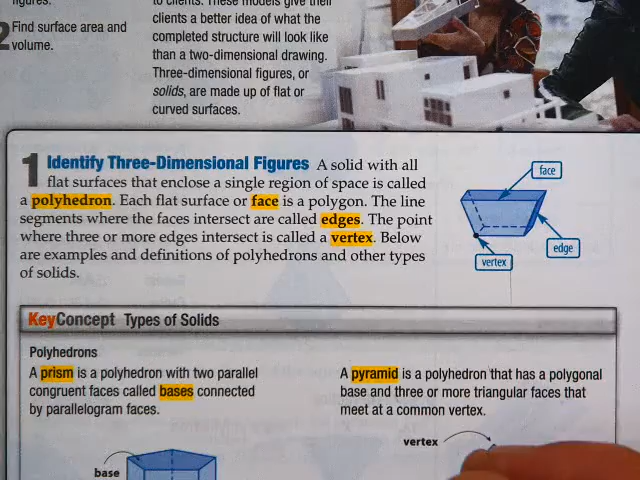 figures.
2 Find surface area and
volume.
to clients. These models give their
clients a better idea of what the
completed structure will look like
than a two-dimensional drawing.
Three-dimensional figures, or
solids, are made up of flat or
curved surfaces.
1 Identify Three-Dimensional Figures A solid with all
flat surfaces that enclose a single region of space is called
a polyhedron. Each flat surface or face is a polygon. The line
segments where the faces intersect are called edges. The point
where three or more edges intersect is called a vertex. Below
are examples and definitions of polyhedrons and other types
of solids.
face
edge
vertex
KeyConcept Types of Solids
Polyhedrons
A prism is a polyhedron with two parallel
congruent faces called bases connected
by parallelogram faces.
base
A pyramid is a polyhedron that has a polygonal
base and three or more triangular faces that
meet at a common vertex.
vertex